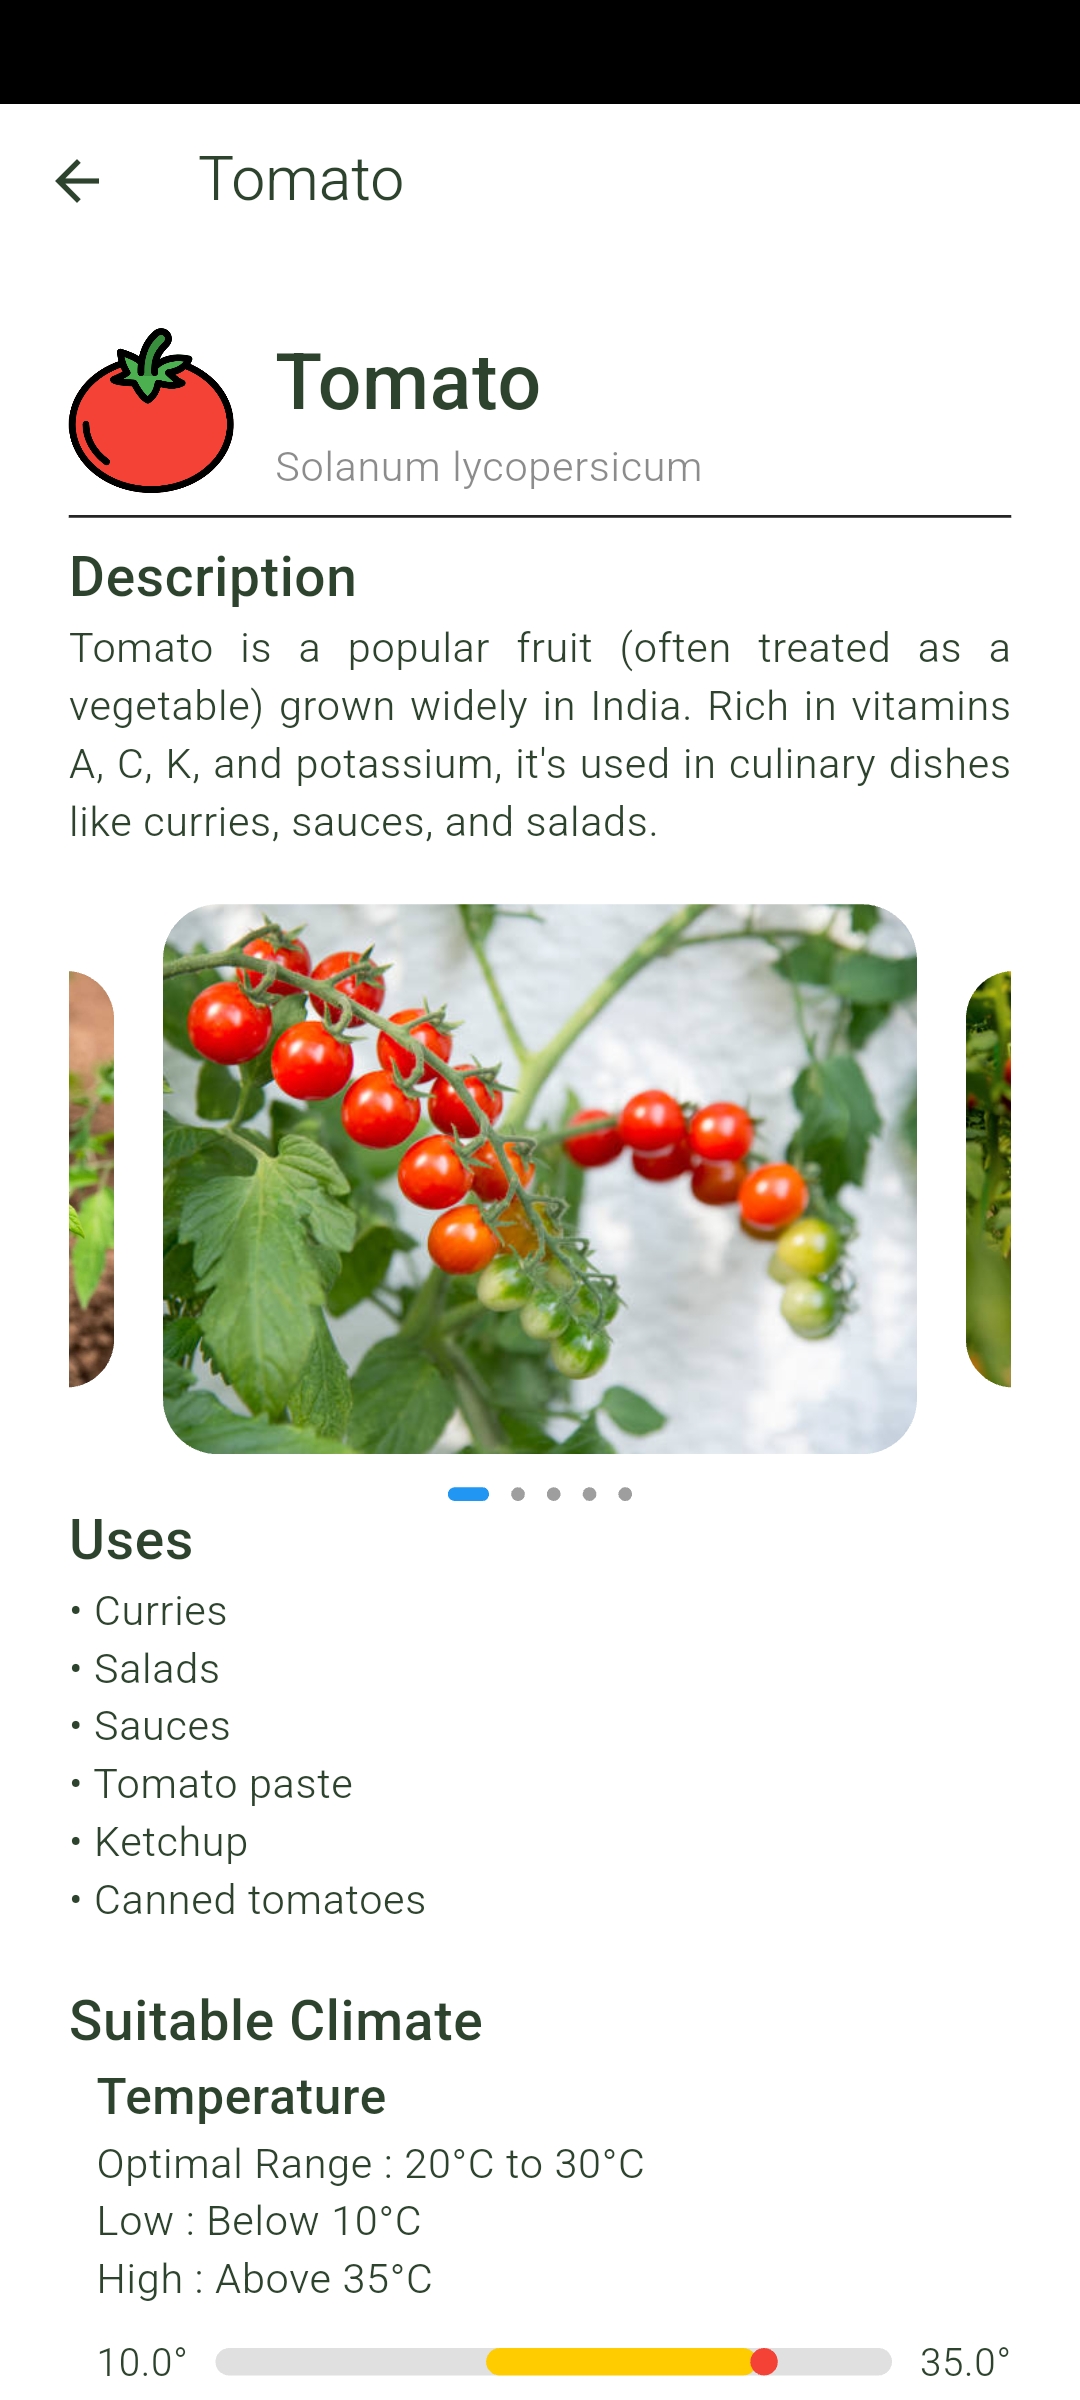 Tomato
Tomato
Solanum lycopersicum
Description
Tomato is a popular fruit (often treated as a
vegetable) grown widely in India. Rich in vitamins
A, C, K, and potassium, it's used in culinary dishes
like curries, sauces, and salads.
Uses
• Curries
• Salads
• Sauces
• Tomato paste
• Ketchup
• Canned tomatoes
Suitable Climate
Temperature
Optimal Range : 20°C to 30°C
Low : Below 10°C
High : Above 35°C
10.0° 35.0°